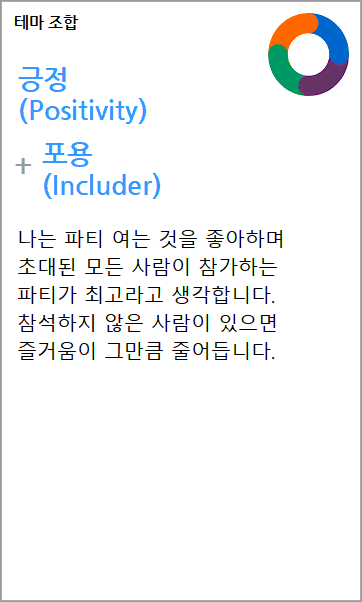 테마 조합
긍정
(Positivity)
+ 포용
(Includer)
나는 파티 여는 것을 좋아하며
초대된 모든 사람이 참가하는
파티가 최고라고 생각합니다.
참석하지 않은 사람이 있으면
즐거움이 그만큼 줄어듭니다.